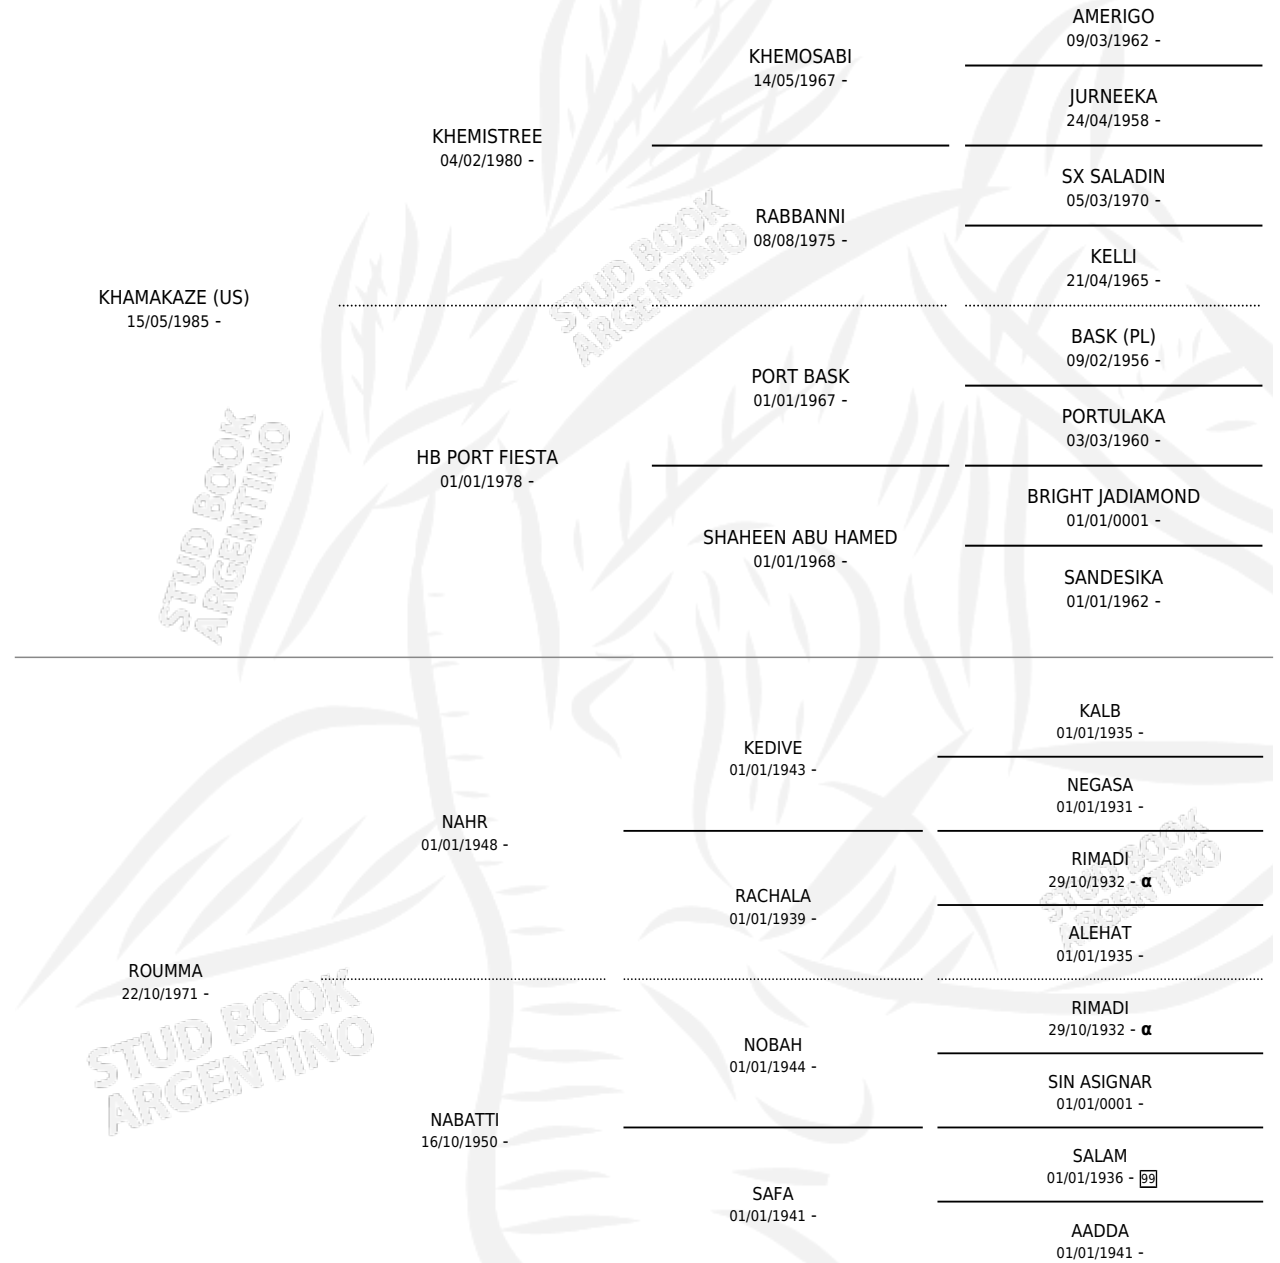 AMERIGO
09/03/1962 -
KHEMOSABI
14/05/1967 -
JURNEEKA
24/04/1958 -
KHEMISTREE
04/02/1980 -
SX SALADIN
05/03/1970 -
RABBANNI
08/08/1975 -
KELLI
21/04/1965 -
KHAMAKAZE (US)
15/05/1985 -
BASK (PL)
09/02/1956 -
PORT BASK
01/01/1967 -
PORTULAKA
03/03/1960 -
HB PORT FIESTA
01/01/1978 -
BRIGHT JADIAMOND
01/01/0001 -
SHAHEEN ABU HAMED
01/01/1968 -
SANDESIKA
01/01/1962 -
STUD BOOK
ARGENTINO
STUD BOOK
ARGENTINO
KALB
01/01/1935 -
KEDIVE
01/01/1943 -
NEGASA
01/01/1931 -
NAHR
01/01/1948 -
RIMADI
29/10/1932 - α
RACHALA
01/01/1939 -
ALEHAT
01/01/1935 -
ROUMMA
22/10/1971 -
RIMADI
29/10/1932 - α
NOBAH
01/01/1944 -
SIN ASIGNAR
01/01/0001 -
NABATTI
16/10/1950 -
SALAM
01/01/1936 - 99
SAFA
01/01/1941 -
AADDA
01/01/1941 -
STUD BOOK
ARGENTINO
STUD BOOK
ARGENTINO